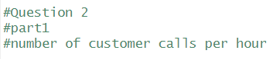 #Question 2
#part1
#number of customer calls per hour